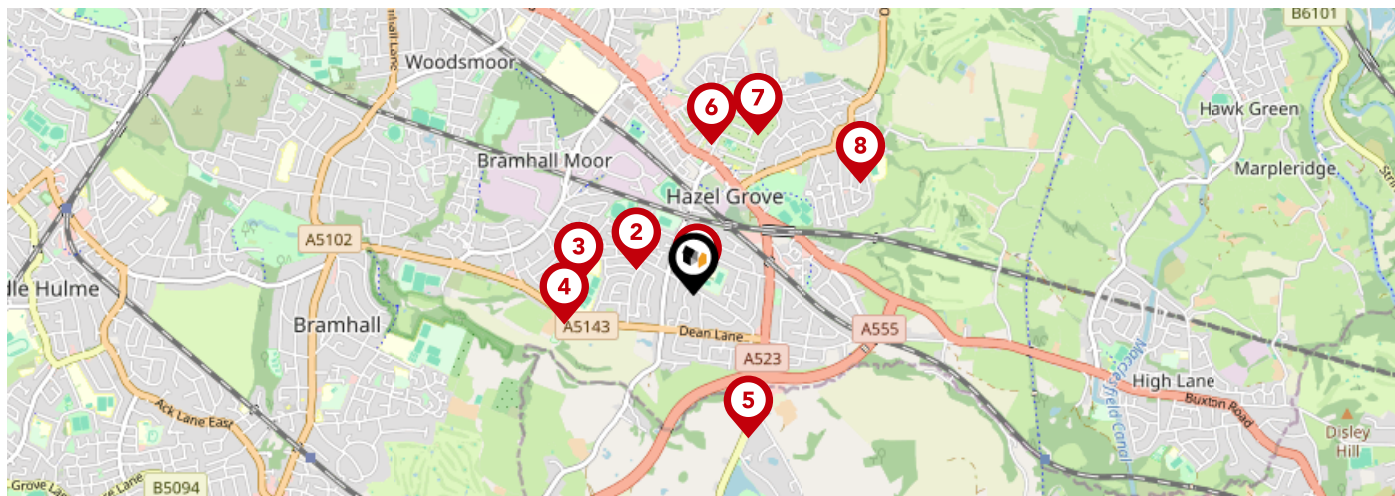 B6101
Woodsmoor
6
7
Hawk Green
8
Bramhall Moor
Marpleridge
Hazel Grove
2
3
A5102
4
dle Hulme
Bramhall
A5143
Dean Lane
A555
A523
Macclesfield Canal
High Lane
Buxton Road
5
Ack Lane East
Disley
Hill
Grove La
e Lane
B5094